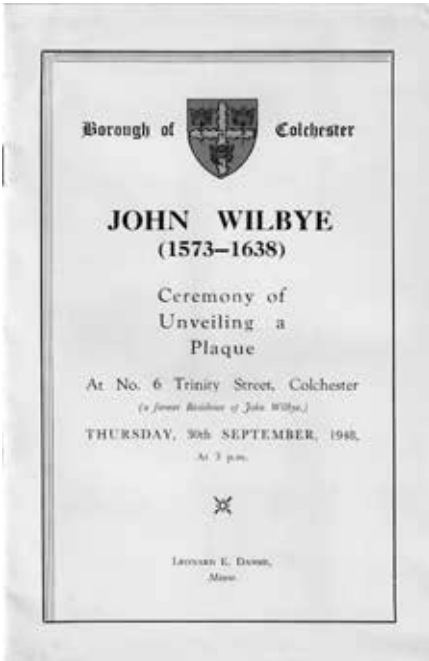 Borough of Colchester
JOHN WILBYE
(1573–1638)
Ceremony of
Unveiling a
Plaque
At No. 6 Trinity Street, Colchester
(a former Residence of John Wilbye.)
THURSDAY, 30th SEPTEMBER, 1948,
At 3 p.m.
LEONARD E.
Mayor.